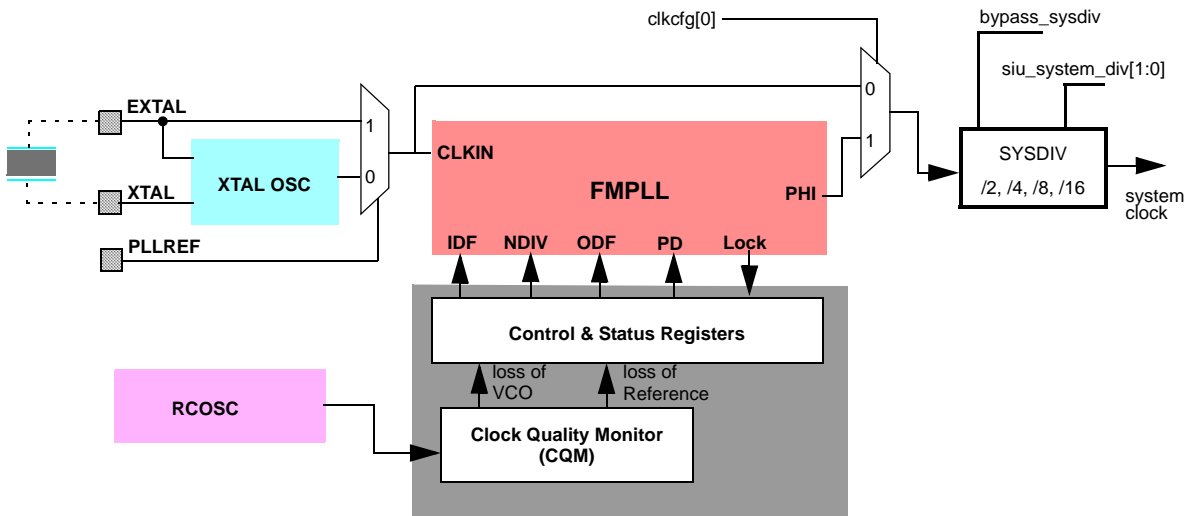 clkcfg[0]
bypass_sysdiv
siu_system_div[1:0]
EXTAL
1
0
XTAL OSC
XTAL
PLLREF
CLKIN
FMPLL
PHI
IDF NDIV ODF PD Lock
0
1
SYSDIV
/2, /4, /8, /16
system
clock
Control & Status Registers
loss of
VCO
loss of
Reference
RCOSC
Clock Quality Monitor
(CQM)